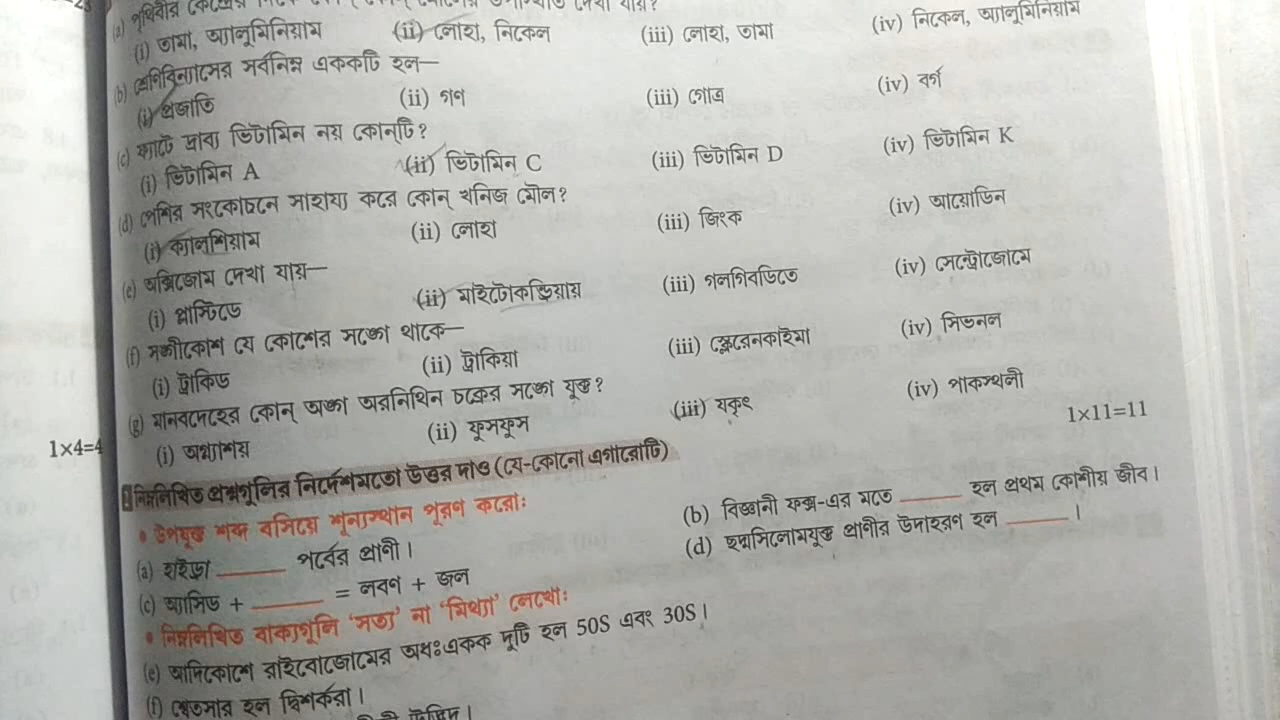 (a) পৃথিবীর কেন্দ্রের দিকে
(i) তামা, অ্যালুমিনিয়াম (ii) লোহা, নিকেল (iii) লোহা, তামা (iv) নিকেল, অ্যালুমিনিয়াম
(b) শ্রেণিবিন্যাসের সর্বনিম্ন এককটি হল—
(i) প্রজাতি (ii) গণ (iii) গোত্র (iv) বর্গ
(c) ফ্যাটে দ্রাব্য ভিটামিন নয় কোন্‌টি?
(i) ভিটামিন A (ii) ভিটামিন C (iii) ভিটামিন D (iv) ভিটামিন K
(d) পেশির সংকোচনে সাহায্য করে কোন্ খনিজ মৌল?
(i) ক্যালশিয়াম (ii) লোহা (iii) জিংক (iv) আয়োডিন
(e) অক্সিজোম দেখা যায়—
(i) প্লাস্টিডে (ii) মাইটোকন্ড্রিয়ায় (iii) গলগিবডিতে (iv) সেন্ট্রোজোমে
(f) সঙ্গীকোশ যে কোশের সঙ্গে থাকে—
(i) ট্রাকিড (ii) ট্রাকিয়া (iii) স্ক্লেরেনকাইমা (iv) সিভনল
(g) মানবদেহের কোন্ অঙ্গ অরনিথিন চক্রের সঙ্গে যুক্ত?
(i) অগ্ন্যাশয় (ii) ফুসফুস (iii) যকৃৎ (iv) পাকস্থলী
1×4=4
নিম্নলিখিত প্রশ্নগুলির নির্দেশমতো উত্তর দাও (যে-কোনো এগারোটি) 1×11=11
• উপযুক্ত শব্দ বসিয়ে শূন্যস্থান পূরণ করো:
(a) হাইড্রা ______ পর্বের প্রাণী। (b) বিজ্ঞানী ফক্স-এর মতে ______ হল প্রথম কোশীয় জীব।
(c) অ্যাসিড + ______ = লবণ + জল (d) ছদ্মসিলোমযুক্ত প্রাণীর উদাহরণ হল ______।
• নিম্নলিখিত বাক্যগুলি 'সত্য' না 'মিথ্যা' লেখো:
(e) আদিকোশে রাইবোজোমের অধঃএকক দুটি হল 50S এবং 30S।
(f) শ্বেতসার হল দ্বিশর্করা।
উদ্ভিদ।